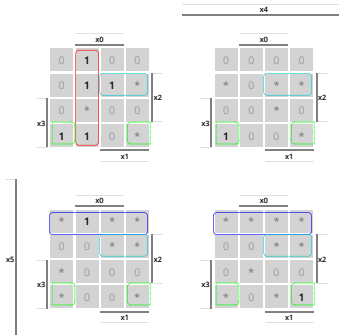 x4
x0 x0
0 1 0 0 0 0 0 0
0 1 1 * * 0 * *
x2 x2
0 * 0 0 0 0 * 0
x3 x3
1 1 0 * 1 0 0 *
x1 x1
x0 x0
* 1 * * * * * *
0 0 * * 0 0 * *
x5 x2 x2
* 0 0 0 0 * 0 0
x3 x3
* 0 0 * * 0 * 1
x1 x1